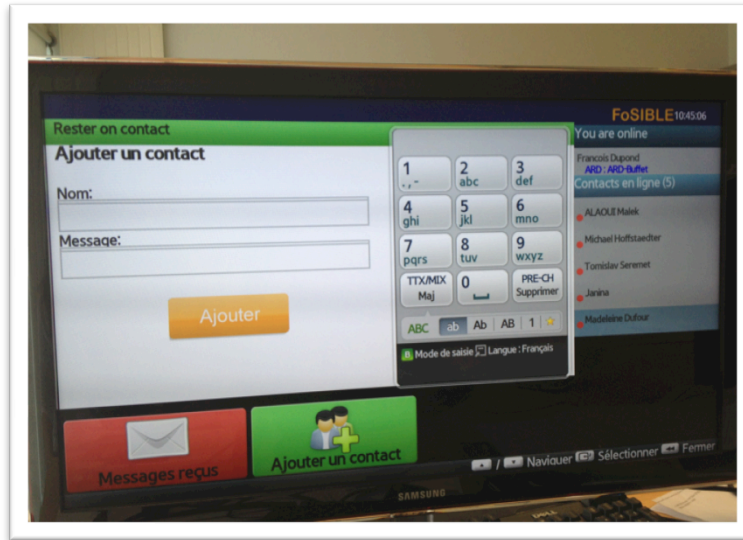 FoSIBLE 10:45:06
Rester on contact
Ajouter un contact
Nom:
Message:
Ajouter
1 .,-
2 abc
3 def
4 ghi
5 jkl
6 mno
7 pqrs
8 tuv
9 wxyz
TTX/MIX Maj
0
PRE-CH Supprimer
ABC ab Ab AB 1
Mode de saisie Langue : Français
You are online
Francois Dupond
ARD : ARD-Buffet
Contacts en ligne (5)
ALAOUI Malek
Michael Hoffstaedter
Tomislav Seremet
Janina
Madeleine Dufour
Messages reçus
Ajouter un contact
/ Naviguer Sélectionner Fermer
SAMSUNG